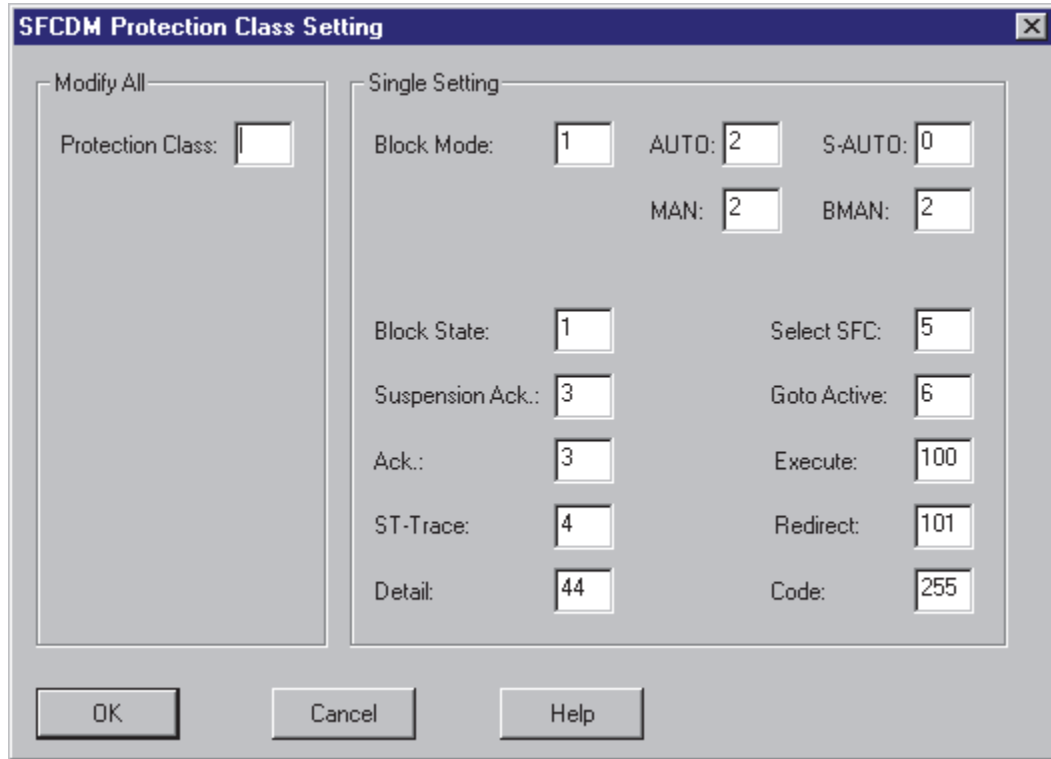 SFCDM Protection Class Setting
Modify All
Protection Class:
Single Setting
Block Mode: 1 AUTO: 2 S-AUTO: 0
MAN: 2 BMAN: 2
Block State: 1 Select SFC: 5
Suspension Ack.: 3 Goto Active: 6
Ack.: 3 Execute: 100
ST-Trace: 4 Redirect: 101
Detail: 44 Code: 255
OK Cancel Help